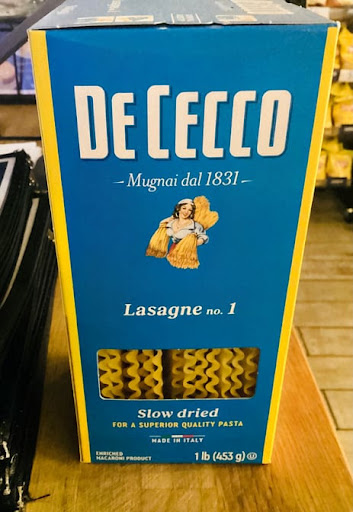 DE CECCO
Mugnai dal 1831
Lasagne no. 1
Slow dried
FOR A SUPERIOR QUALITY PASTA
MADE IN ITALY
ENRICHED
MACARONI PRODUCT
1 lb (453 g) U